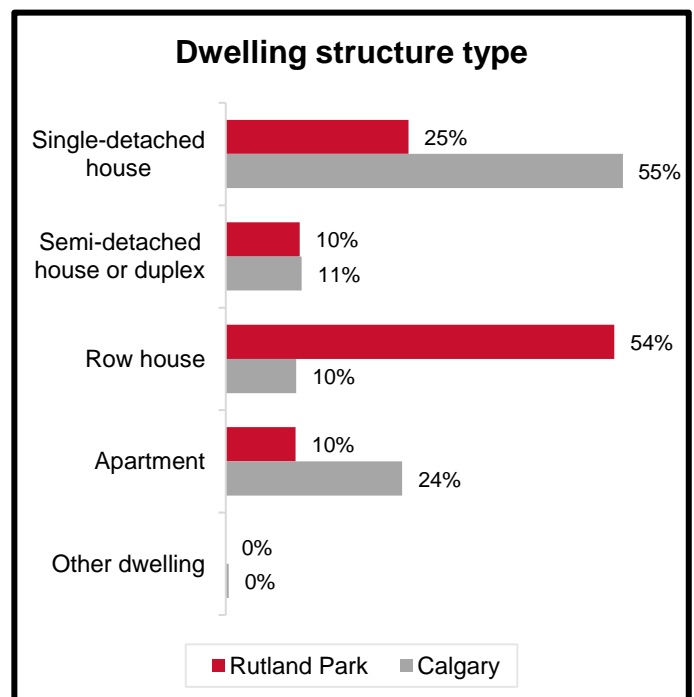 Dwelling structure type
Single-detached
house
25%
55%
Semi-detached
house or duplex
10%
11%
Row house
54%
10%
Apartment
10%
24%
Other dwelling
0%
0%
Rutland Park Calgary